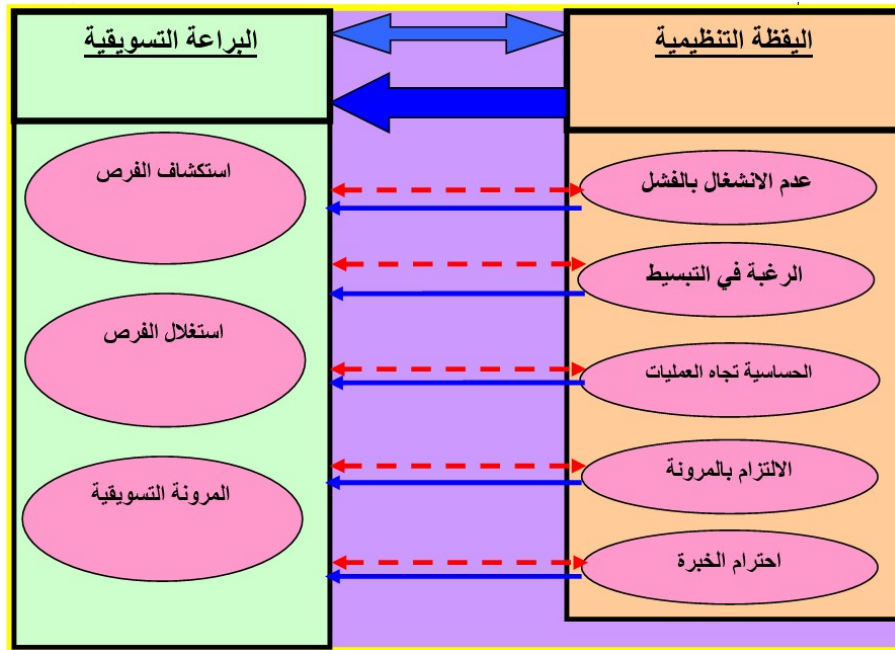 اليقظة التنظيمية
عدم الانشغال بالفشل
الرغبة في التبسيط
الحساسية تجاه العمليات
الالتزام بالمرونة
احترام الخبرة
البراعة التسويقية
استكشاف الفرص
استغلال الفرص
المرونة التسويقية